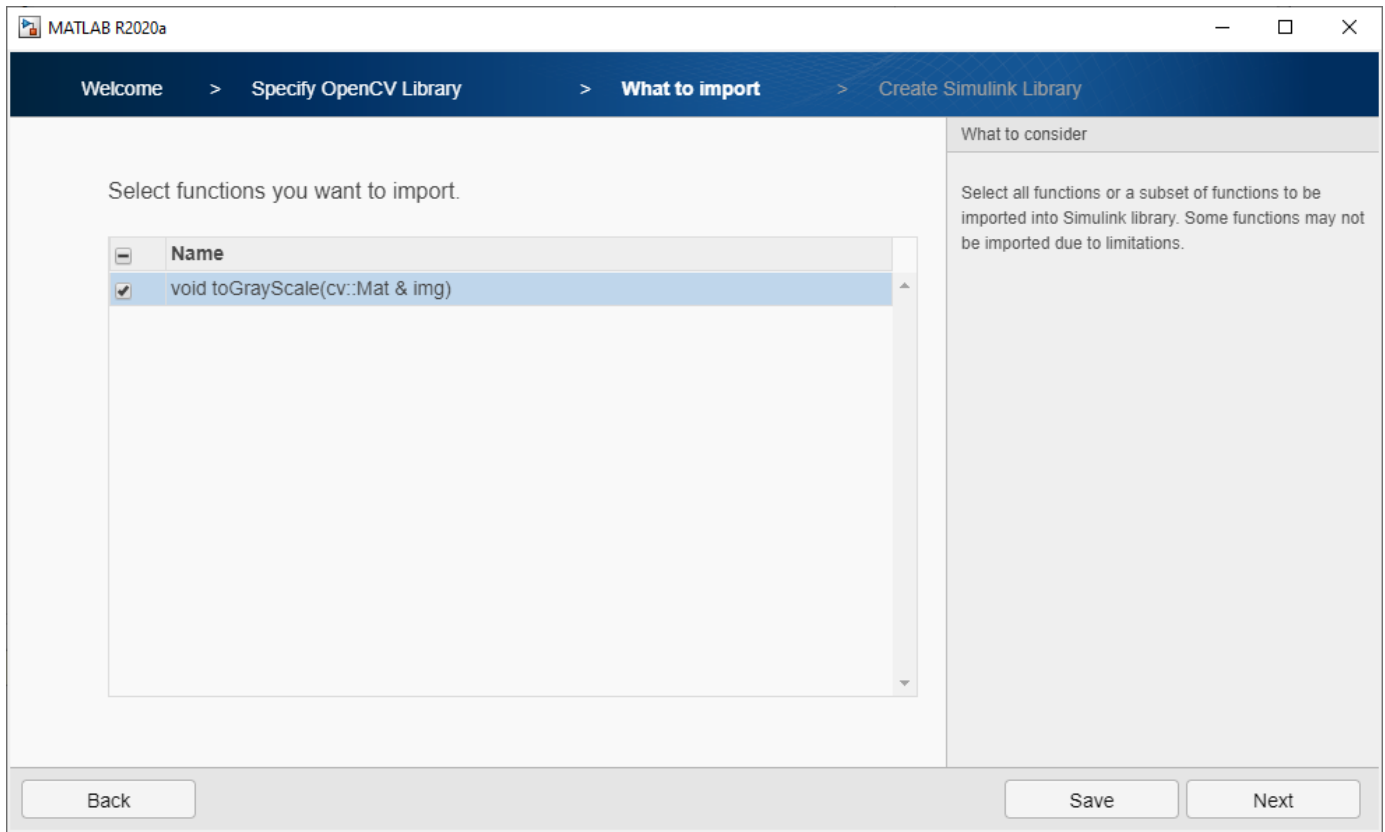 MATLAB R2020a
Welcome > Specify OpenCV Library > What to import > Create Simulink Library
Select functions you want to import.
Name
void toGrayScale(cv::Mat & img)
What to consider
Select all functions or a subset of functions to be
imported into Simulink library. Some functions may not
be imported due to limitations.
Back
Save
Next